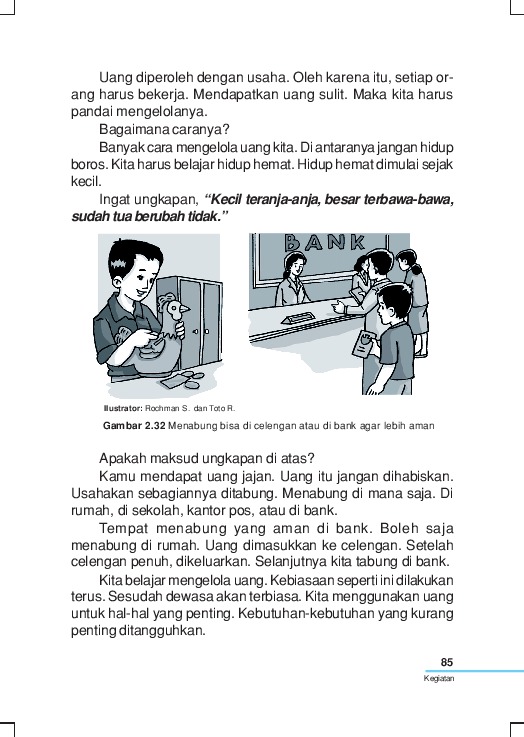 Uang diperoleh dengan usaha. Oleh karena itu, setiap or-
ang harus bekerja. Mendapatkan uang sulit. Maka kita harus
pandai mengelolanya.
Bagaimana caranya?
Banyak cara mengelola uang kita. Di antaranya jangan hidup
boros. Kita harus belajar hidup hemat. Hidup hemat dimulai sejak
kecil.
Ingat ungkapan, “Kecil teranja-anja, besar terbawa-bawa,
sudah tua berubah tidak.”
BANK
Ilustrator: Rochman S. dan Toto R.
Gambar 2.32 Menabung bisa di celengan atau di bank agar lebih aman
Apakah maksud ungkapan di atas?
Kamu mendapat uang jajan. Uang itu jangan dihabiskan.
Usahakan sebagiannya ditabung. Menabung di mana saja. Di
rumah, di sekolah, kantor pos, atau di bank.
Tempat menabung yang aman di bank. Boleh saja
menabung di rumah. Uang dimasukkan ke celengan. Setelah
celengan penuh, dikeluarkan. Selanjutnya kita tabung di bank.
Kita belajar mengelola uang. Kebiasaan seperti ini dilakukan
terus. Sesudah dewasa akan terbiasa. Kita menggunakan uang
untuk hal-hal yang penting. Kebutuhan-kebutuhan yang kurang
penting ditangguhkan.
85
Kegiatan